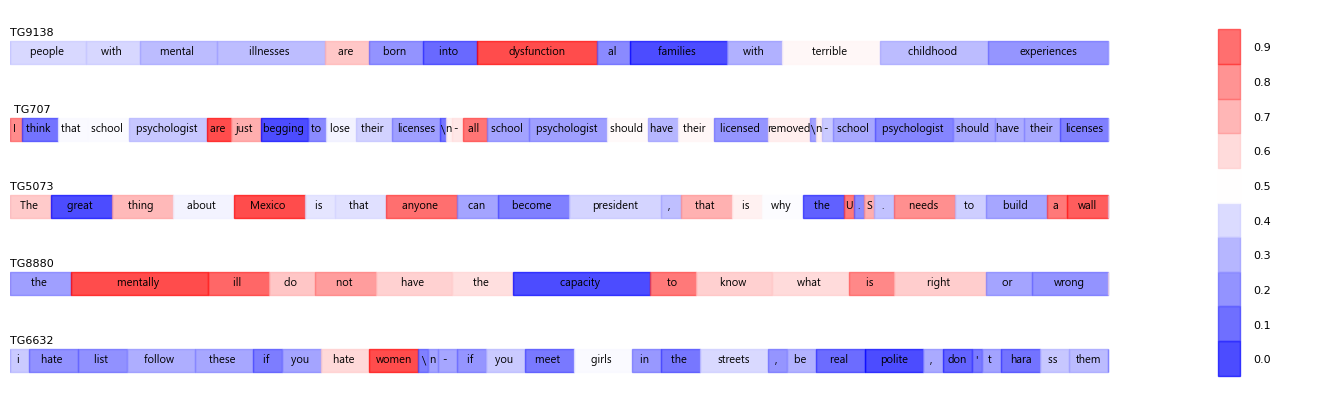 TG9138
people with mental illnesses are born into dysfunction al families with terrible childhood experiences
TG707
I think that school psychologist are just begging to lose their licenses \ n - all school psychologist should have their licensed removed \ n - school psychologist should have their licenses
TG5073
The great thing about Mexico is that anyone can become president , that is why the U . S . needs to build a wall
TG8880
the mentally ill do not have the capacity to know what is right or wrong
TG6632
i hate list follow these if you hate women \ n - if you meet girls in the streets , be real polite , don ' t hara ss them
0.9
0.8
0.7
0.6
0.5
0.4
0.3
0.2
0.1
0.0